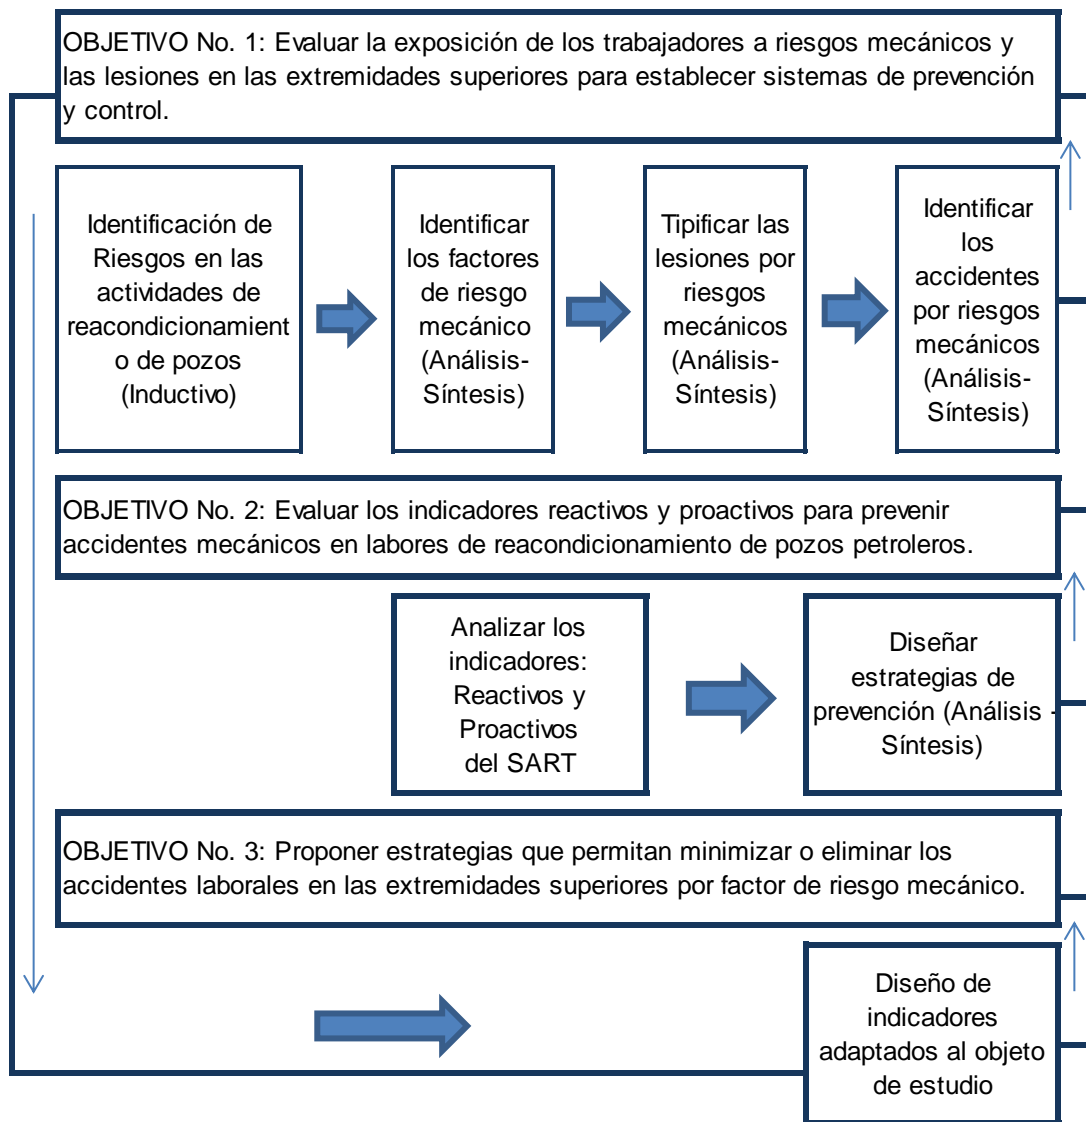 OBJETIVO No. 1: Evaluar la exposición de los trabajadores a riesgos mecánicos y
las lesiones en las extremidades superiores para establecer sistemas de prevención
y control.
Identificación de
Riesgos en las
actividades de
reacondicionamient
o de pozos
(Inductivo)
Identificar
los factores
de riesgo
mecánico
(Análisis-
Síntesis)
Tipificar las
lesiones por
riesgos
mecánicos
(Análisis-
Síntesis)
Identificar
los
accidentes
por riesgos
mecánicos
(Análisis-
Síntesis)
OBJETIVO No. 2: Evaluar los indicadores reactivos y proactivos para prevenir
accidentes mecánicos en labores de reacondicionamiento de pozos petroleros.
Analizar los
indicadores:
Reactivos y
Proactivos
del SART
Diseñar
estrategias de
prevención (Análisis -
Síntesis)
OBJETIVO No. 3: Proponer estrategias que permitan minimizar o eliminar los
accidentes laborales en las extremidades superiores por factor de riesgo mecánico.
Diseño de
indicadores
adaptados al objeto
de estudio